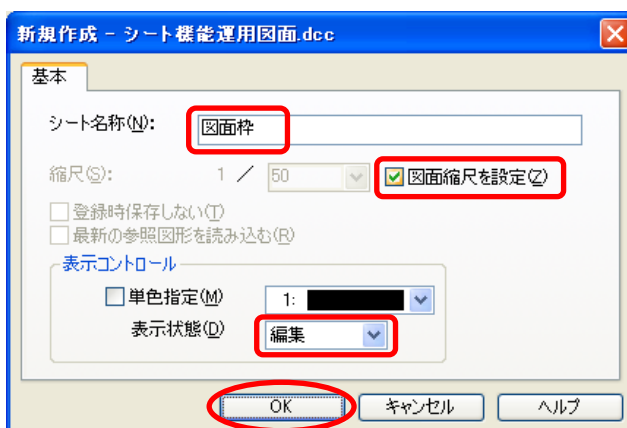 新規作成 - シート機能運用図面.dcc
基本
シート名称(N): 図面枠
縮尺(S): 1 / 50 図面縮尺を設定(Z)
登録時保存しない(T)
最新の参照図形を読み込む(R)
表示コントロール
単色指定(M) 1:
表示状態(D) 編集
OK キャンセル ヘルプ